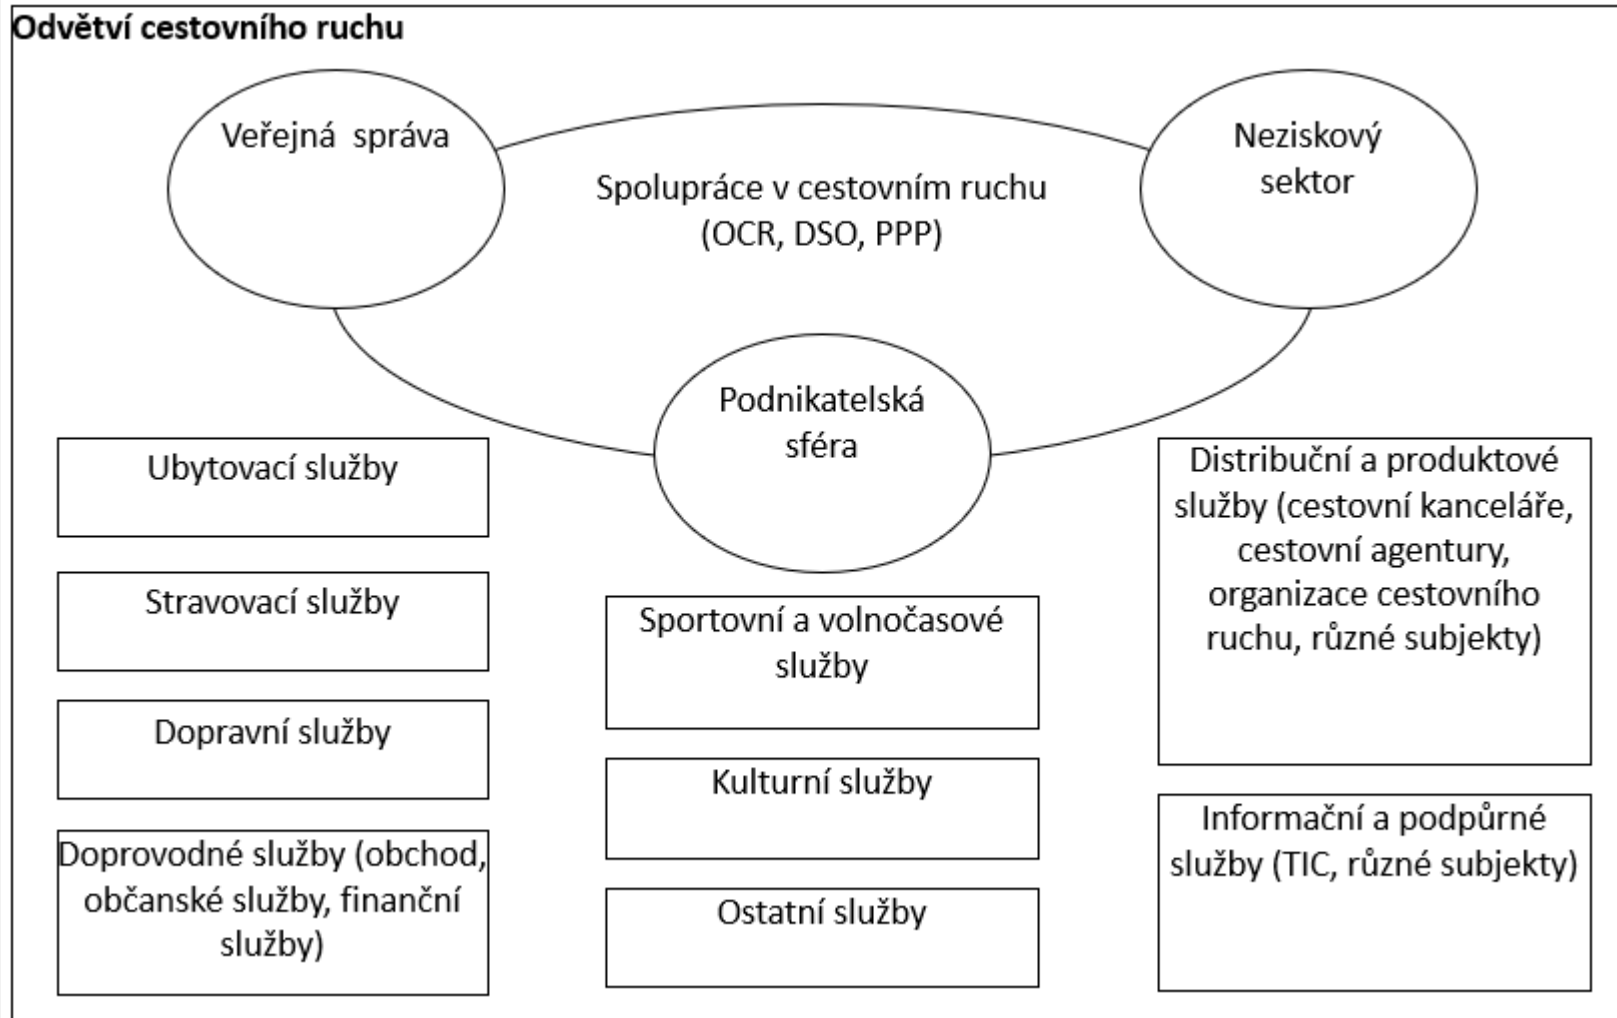 Odvětví cestovního ruchu
Veřejná správa
Neziskový
sektor
Spolupráce v cestovním ruchu
(OCR, DSO, PPP)
Podnikatelská
sféra
Ubytovací služby
Stravovací služby
Dopravní služby
Doprovodné služby (obchod,
občanské služby, finanční
služby)
Sportovní a volnočasové
služby
Kulturní služby
Ostatní služby
Distribuční a produktové
služby (cestovní kanceláře,
cestovní agentury,
organizace cestovního
ruchu, různé subjekty)
Informační a podpůrné
služby (TIC, různé subjekty)